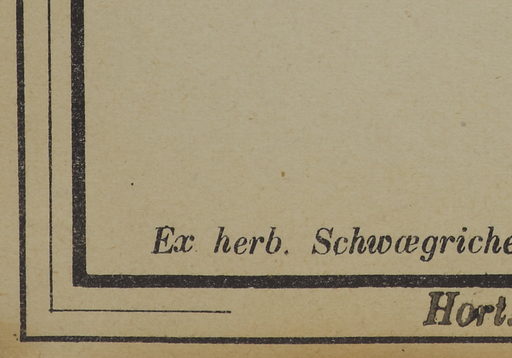 Ex herb. Schwægriche
Hort.